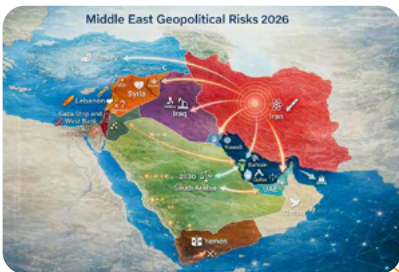 Middle East Geopolitical Risks 2026
Turkey
Syria
Lebanon
Iraq
Iran
Gaza Strip and
West Bank
Kuwait
Bahrain
Qatar
2030
Saudi Arabia
UAE
Yemen